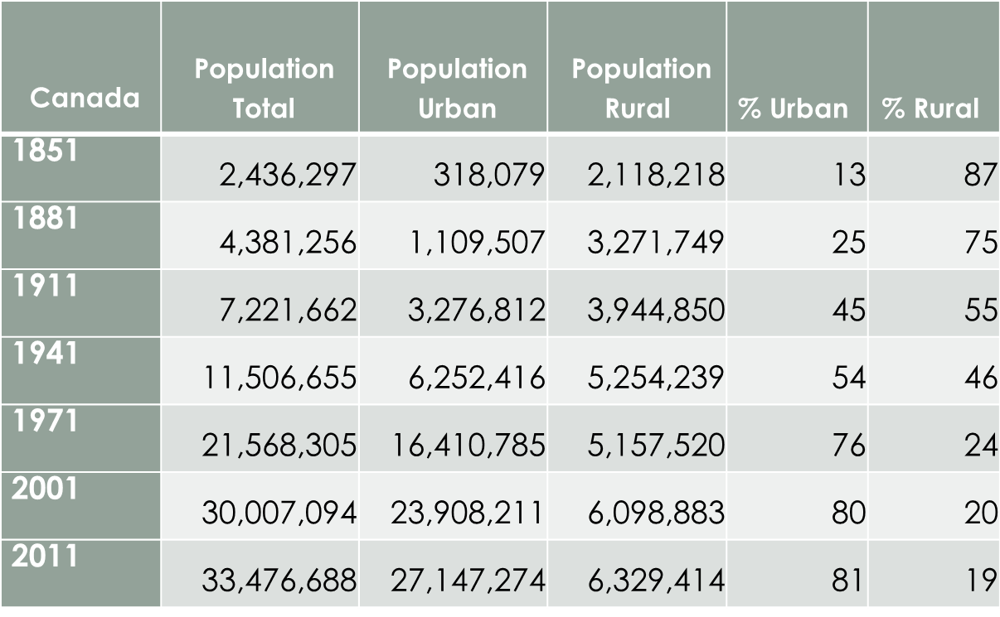 Canada Population Total Population Urban Population Rural % Urban % Rural
1851 2,436,297 318,079 2,118,218 13 87
1881 4,381,256 1,109,507 3,271,749 25 75
1911 7,221,662 3,276,812 3,944,850 45 55
1941 11,506,655 6,252,416 5,254,239 54 46
1971 21,568,305 16,410,785 5,157,520 76 24
2001 30,007,094 23,908,211 6,098,883 80 20
2011 33,476,688 27,147,274 6,329,414 81 19